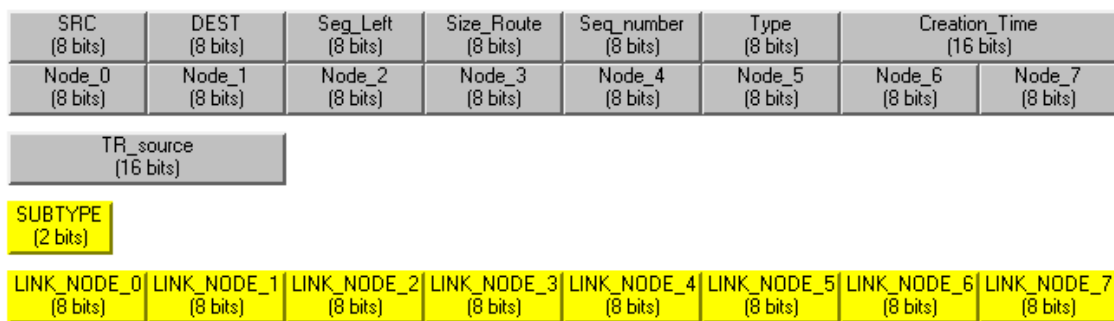 SRC DEST Seg_Left Size_Route Seq_number Type Creation_Time
(8 bits) (8 bits) (8 bits) (8 bits) (8 bits) (8 bits) (16 bits)
Node_0 Node_1 Node_2 Node_3 Node_4 Node_5 Node_6 Node_7
(8 bits) (8 bits) (8 bits) (8 bits) (8 bits) (8 bits) (8 bits) (8 bits)
TR_source
(16 bits)
SUBTYPE
(2 bits)
LINK_NODE_0 LINK_NODE_1 LINK_NODE_2 LINK_NODE_3 LINK_NODE_4 LINK_NODE_5 LINK_NODE_6 LINK_NODE_7
(8 bits) (8 bits) (8 bits) (8 bits) (8 bits) (8 bits) (8 bits) (8 bits)